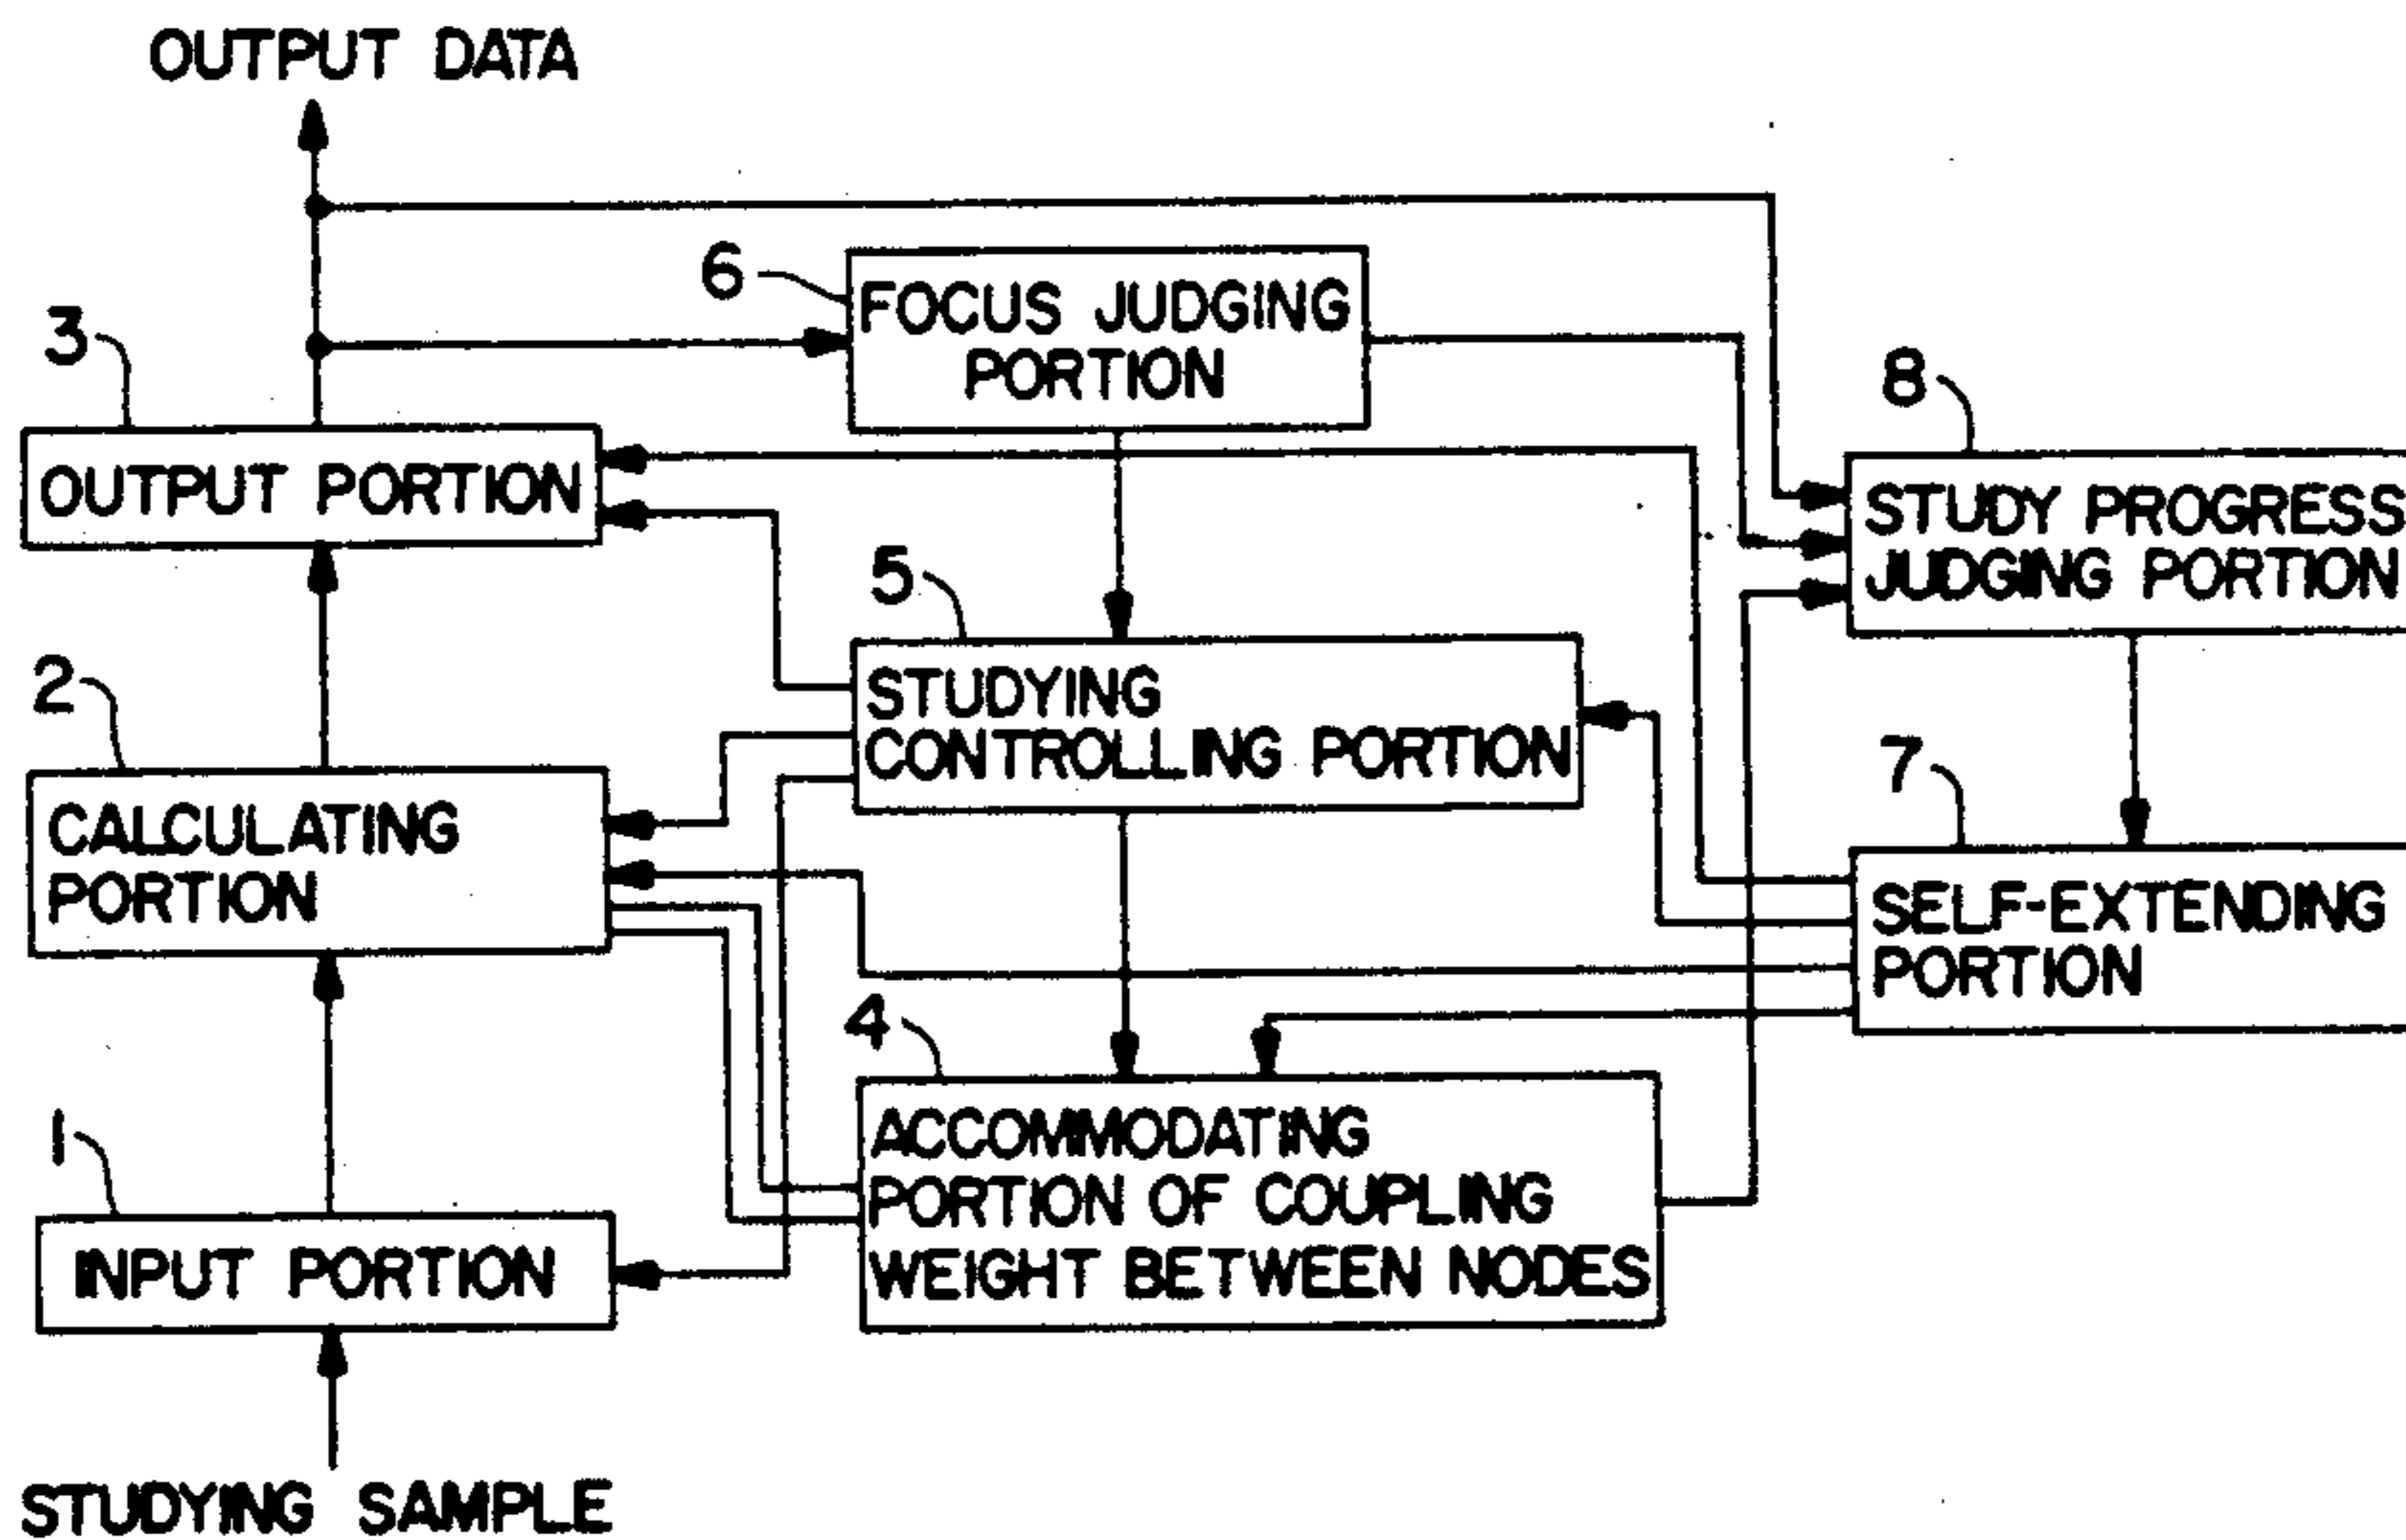 OUTPUT DATA
6
FOCUS JUDGING
PORTION
3
OUTPUT PORTION
8
STUDY PROGRESS
JUDGING PORTION
5
STUDYING
CONTROLLING PORTION
2
CALCULATING
PORTION
7
SELF-EXTENDING
PORTION
4
ACCOMMODATING
PORTION OF COUPLING
WEIGHT BETWEEN NODES
1
INPUT PORTION
STUDYING SAMPLE